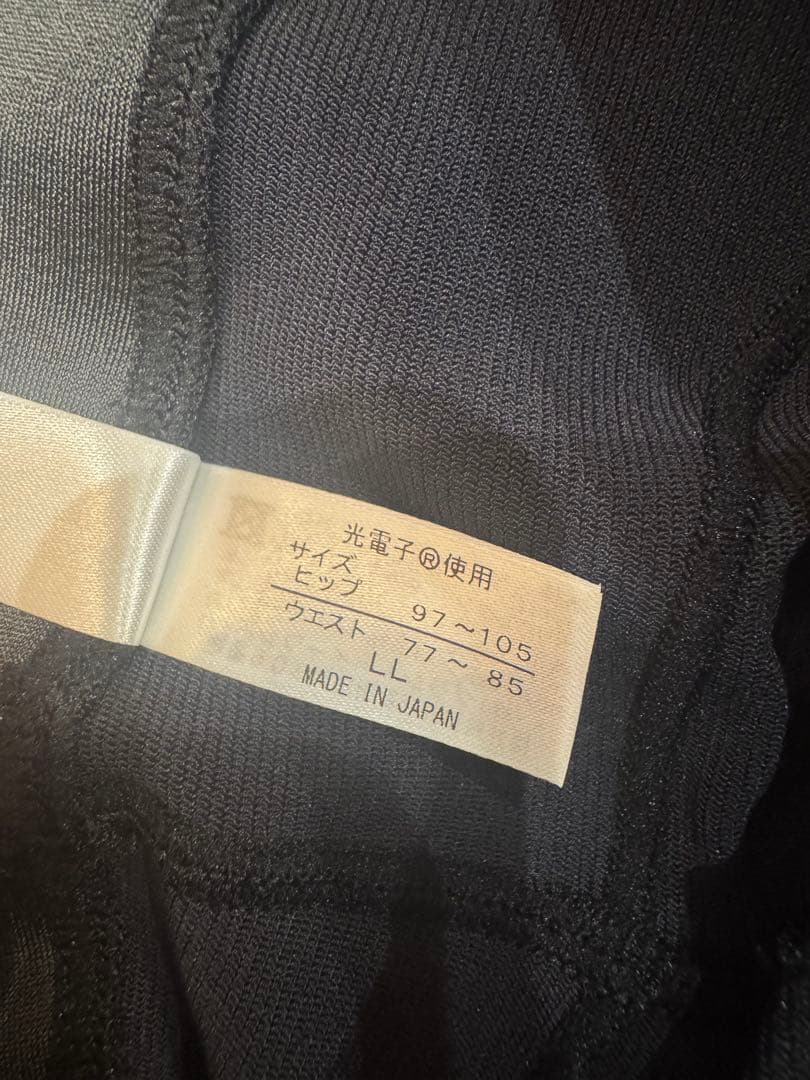 光電子®使用
サイズ
ヒップ 97～105
ウエスト 77～ 85
LL
MADE IN JAPAN